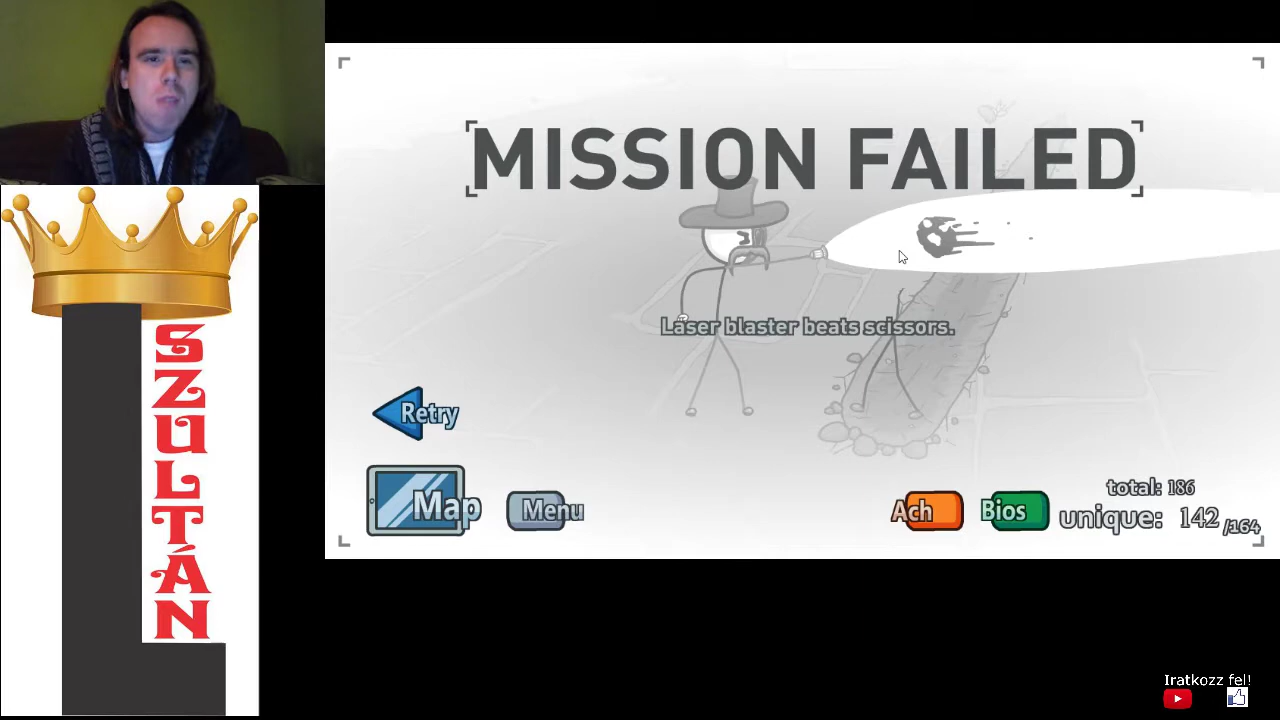 MISSION FAILED
Laser blaster beats scissors.
Retry
Map
Menu
Ach
Bios
total: 186
unique: 142 /164
L
SZULTÁN
Iratkozz fel!